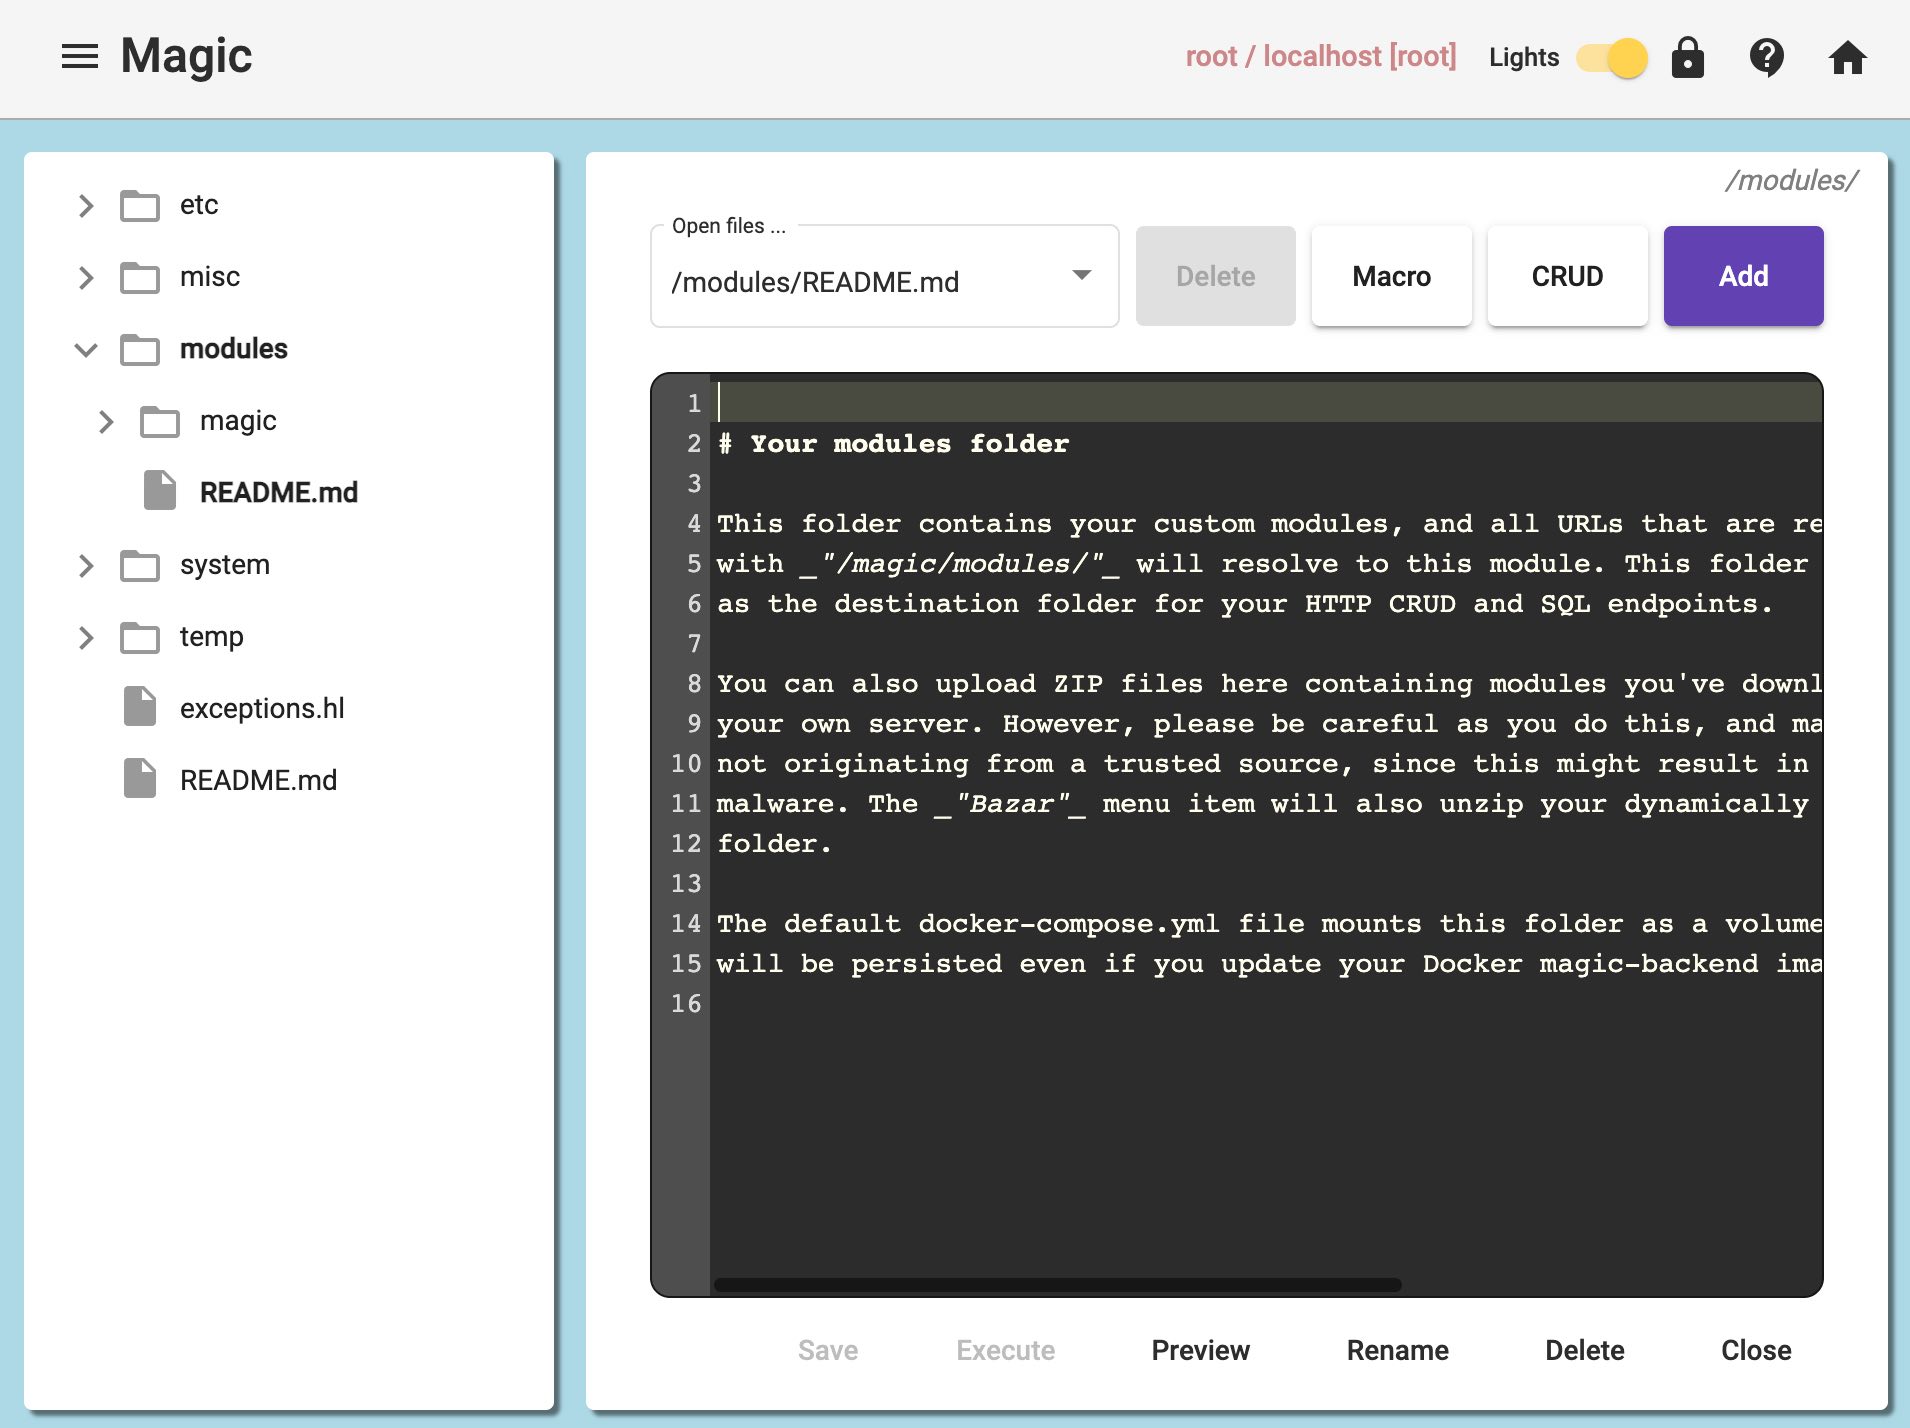 Magic
root / localhost [root]
Lights
etc
misc
modules
magic
README.md
system
temp
exceptions.hl
README.md
/modules/
Open files ...
/modules/README.md
Delete
Macro
CRUD
Add
1
2 # Your modules folder
3
4 This folder contains your custom modules, and all URLs that are re
5 with _"/magic/modules/"_ will resolve to this module. This folder
6 as the destination folder for your HTTP CRUD and SQL endpoints.
7
8 You can also upload ZIP files here containing modules you've downl
9 your own server. However, please be careful as you do this, and ma
10 not originating from a trusted source, since this might result in
11 malware. The _"Bazar"_ menu item will also unzip your dynamically
12 folder.
13
14 The default docker-compose.yml file mounts this folder as a volume
15 will be persisted even if you update your Docker magic-backend ima
16
Save
Execute
Preview
Rename
Delete
Close